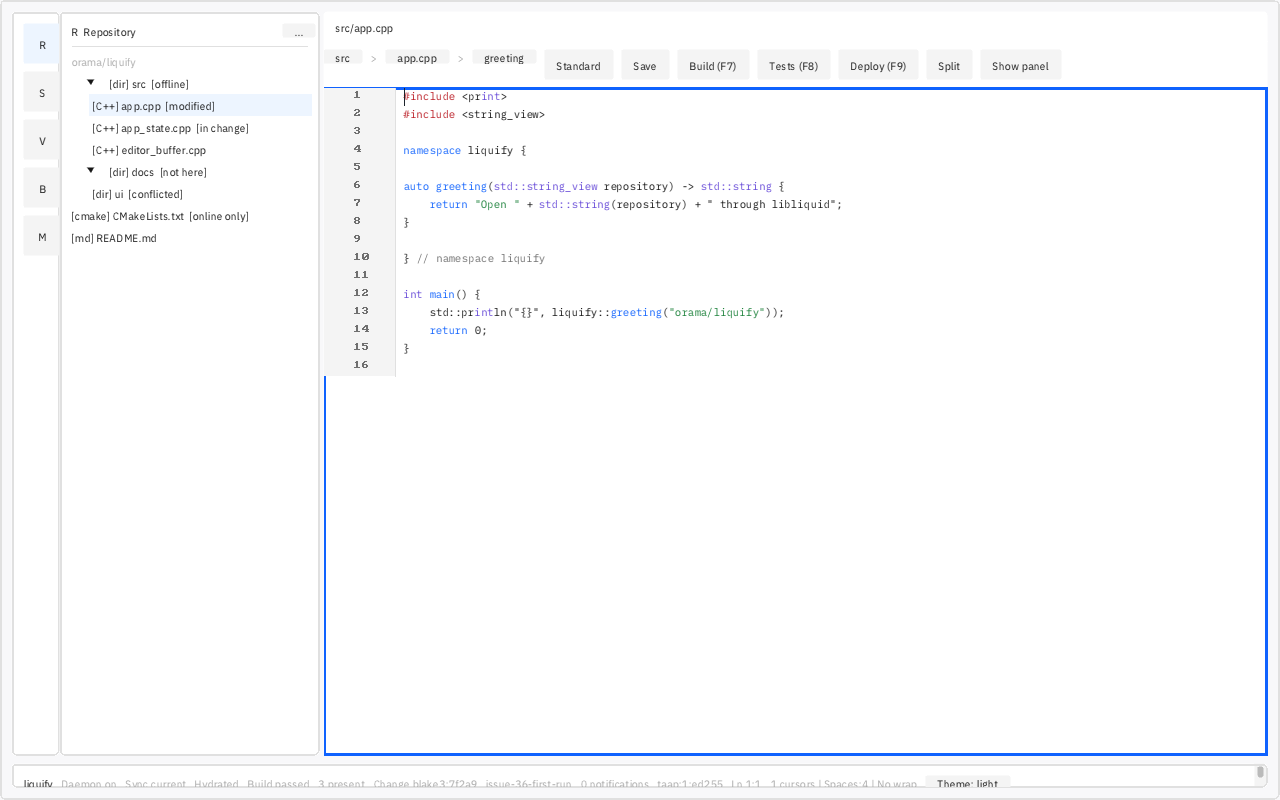 R Repository ...
orama/liquify
[dir] src [offline]
[C++] app.cpp [modified]
[C++] app_state.cpp [in change]
[C++] editor_buffer.cpp
[dir] docs [not here]
[dir] ui [conflicted]
[cmake] CMakeLists.txt [online only]
[md] README.md
R
S
V
B
M
src/app.cpp
src > app.cpp > greeting Standard Save Build (F7) Tests (F8) Deploy (F9) Split Show panel
1 #include <print>
2 #include <string_view>
3
4 namespace liquify {
5
6 auto greeting(std::string_view repository) -> std::string {
7 return "Open " + std::string(repository) + " through libliquid";
8 }
9
10 } // namespace liquify
11
12 int main() {
13 std::println("{}", liquify::greeting("orama/liquify"));
14 return 0;
15 }
16
liquify Daemon on Sync current Hydrated Build passed 3 present Change blake3:7f2a9 issue-36-first-run 0 notifications taap:1:ed255 Ln 1:1 1 cursors | Spaces:4 | No wrap Theme: light